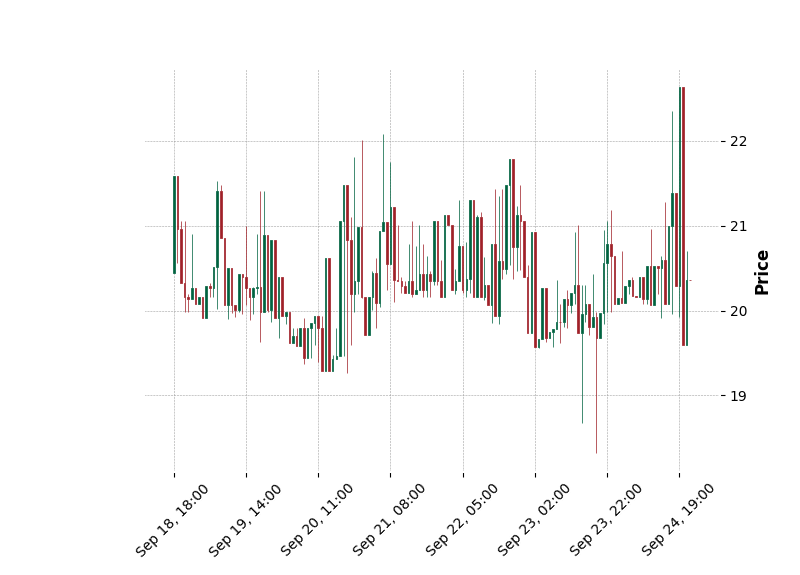 22
21
20
19
Price
Sep 18, 18:00
Sep 19, 14:00
Sep 20, 11:00
Sep 21, 08:00
Sep 22, 05:00
Sep 23, 02:00
Sep 23, 22:00
Sep 24, 19:00